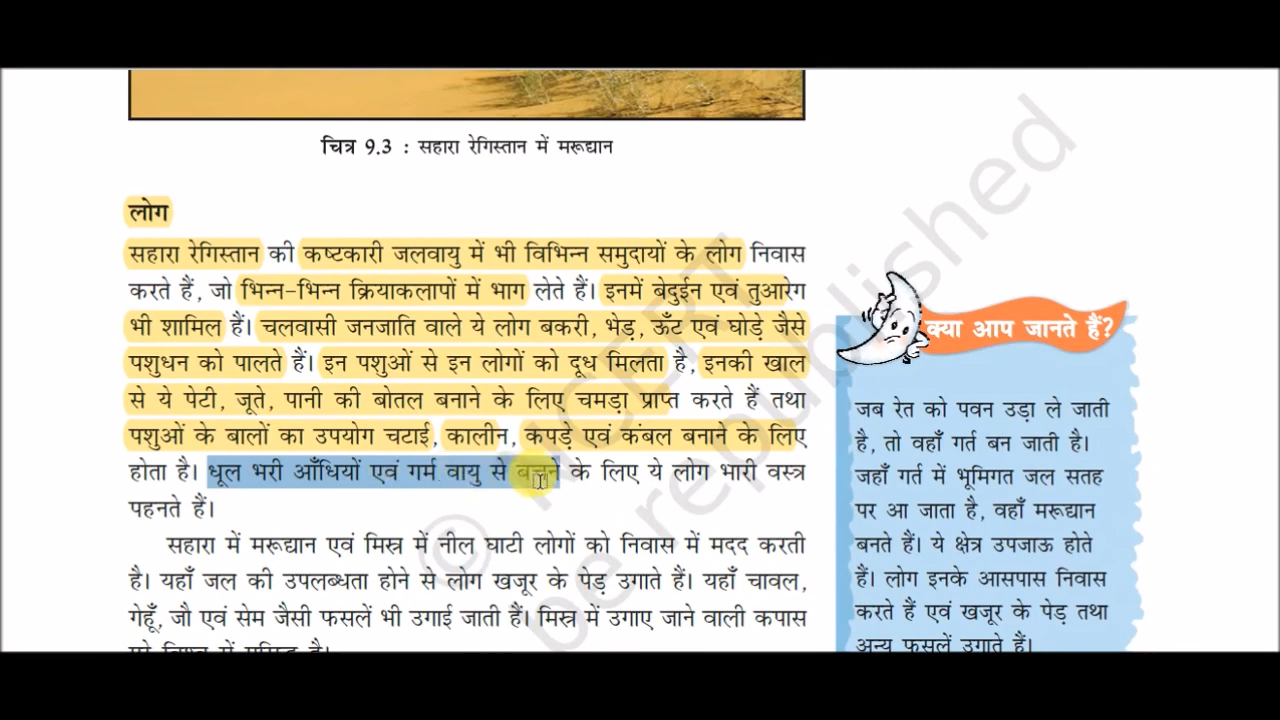 चित्र 9.3 : सहारा रेगिस्तान में मरूद्यान
लोग
सहारा रेगिस्तान की कष्टकारी जलवायु में भी विभिन्न समुदायों के लोग निवास
करते हैं, जो भिन्न-भिन्न क्रियाकलापों में भाग लेते हैं। इनमें बेदुईन एवं तुआरेग
भी शामिल हैं। चलवासी जनजाति वाले ये लोग बकरी, भेड़, ऊँट एवं घोड़े जैसे
पशुधन को पालते हैं। इन पशुओं से इन लोगों को दूध मिलता है, इनकी खाल
से ये पेटी, जूते, पानी की बोतल बनाने के लिए चमड़ा प्राप्त करते हैं तथा
पशुओं के बालों का उपयोग चटाई, कालीन, कपड़े एवं कंबल बनाने के लिए
होता है। धूल भरी आँधियों एवं गर्म वायु से बचने के लिए ये लोग भारी वस्त्र
पहनते हैं।
सहारा में मरूद्यान एवं मिस्र में नील घाटी लोगों को निवास में मदद करती
है। यहाँ जल की उपलब्धता होने से लोग खजूर के पेड़ उगाते हैं। यहाँ चावल,
गेहूँ, जौ एवं सेम जैसी फसलें भी उगाई जाती हैं। मिस्र में उगाए जाने वाली कपास
क्या आप जानते हैं?
जब रेत को पवन उड़ा ले जाती
है, तो वहाँ गर्त बन जाती है।
जहाँ गर्त में भूमिगत जल सतह
पर आ जाता है, वहाँ मरूद्यान
बनते हैं। ये क्षेत्र उपजाऊ होते
हैं। लोग इनके आसपास निवास
करते हैं एवं खजूर के पेड़ तथा
अन्य फसलें उगाते हैं।
© NCERT
be republished